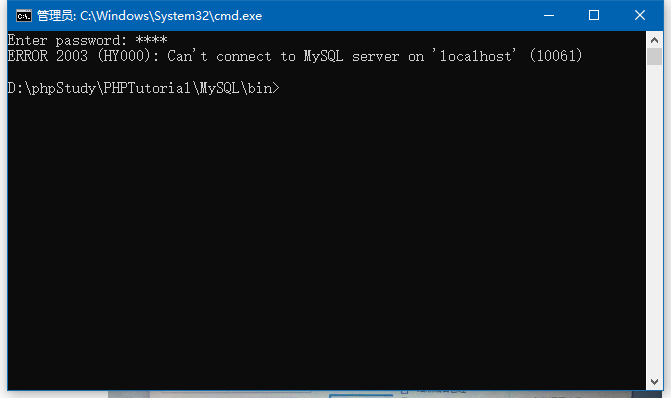 管理员: C:\Windows\System32\cmd.exe
Enter password: ****
ERROR 2003 (HY000): Can't connect to MySQL server on 'localhost' (10061)
D:\phpStudy\PHPTutorial\MySQL\bin>